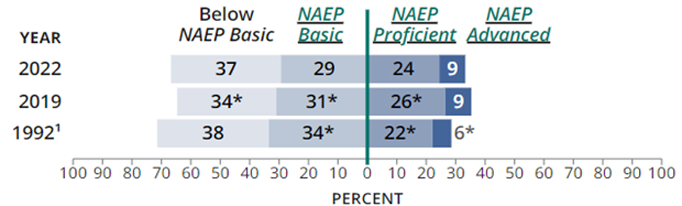 Below NAEP NAEP NAEP
YEAR NAEP Basic Basic Proficient Advanced
2022 37 29 24 9
2019 34* 31* 26* 9
1992¹ 38 34* 22* 6*
100 90 80 70 60 50 40 30 20 10 0 10 20 30 40 50 60 70 80 90 100
PERCENT